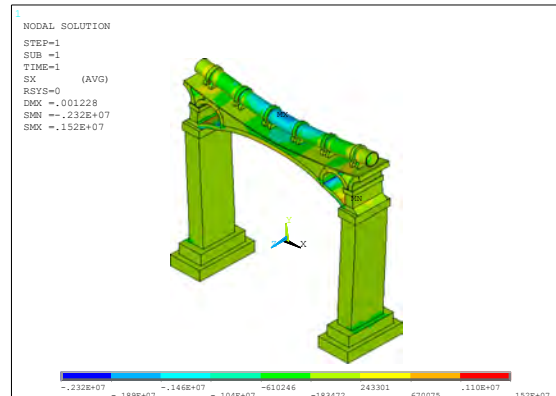 1
NODAL SOLUTION
STEP=1
SUB =1
TIME=1
SX (AVG)
RSYS=0
DMX =.001228
SMN =-.232E+07
SMX =.152E+07
MX
MN
Y
Z X
-.232E+07 -.146E+07 -610246 243301 .110E+07
-.189E+07 -.104E+07 -183472 670075 .152E+07